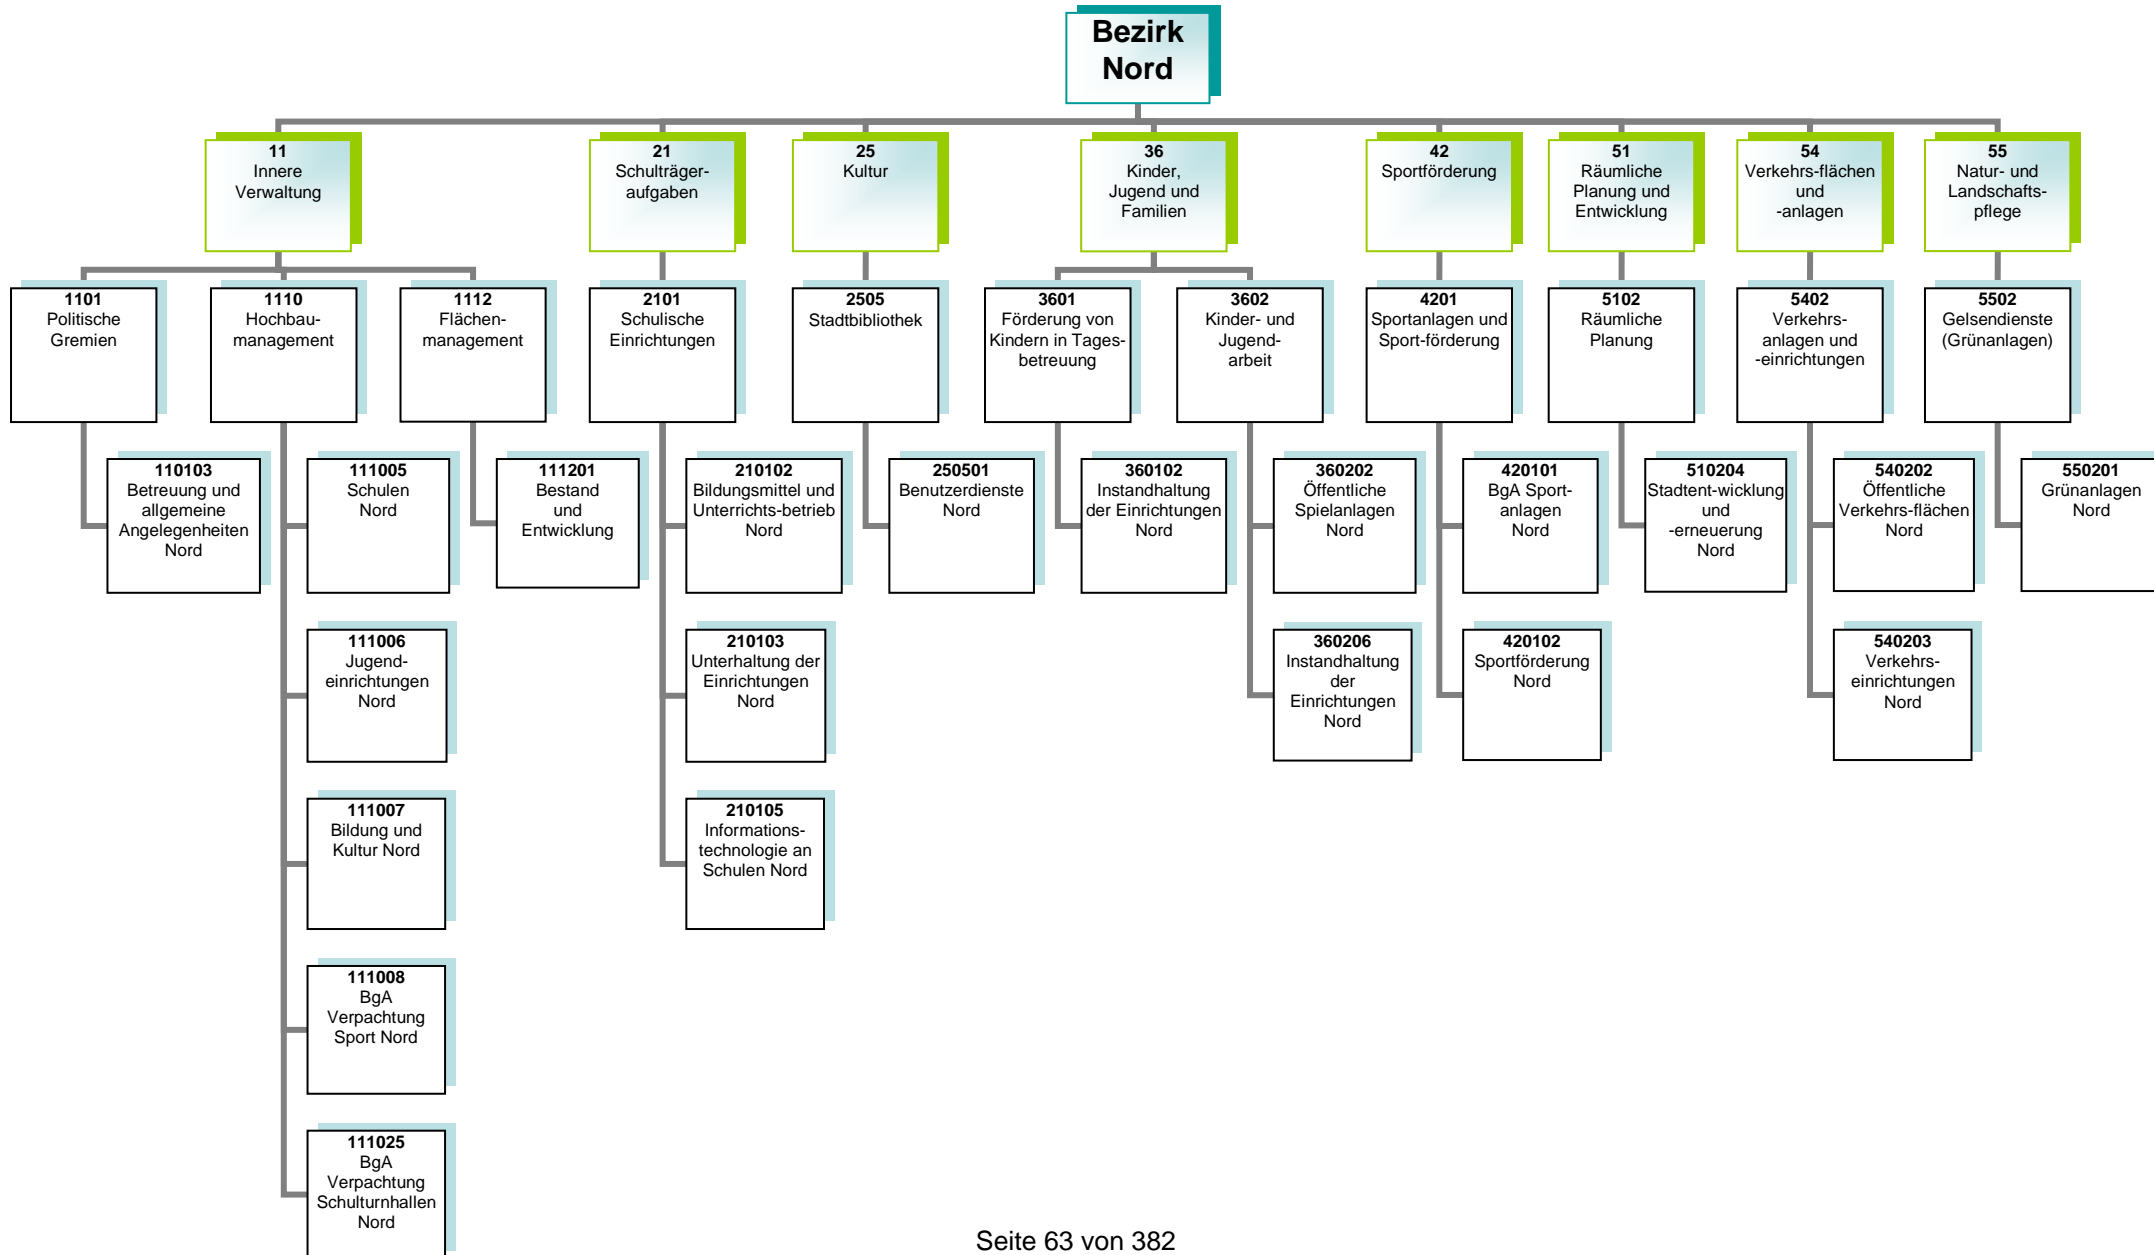 Bezirk
Nord
11
Innere
Verwaltung
21
Schulträger-
aufgaben
25
Kultur
36
Kinder,
Jugend und
Familien
42
Sportförderung
51
Räumliche
Planung und
Entwicklung
54
Verkehrs-flächen
und
-anlagen
55
Natur- und
Landschafts-
pflege
1101
Politische
Gremien
1110
Hochbau-
management
1112
Flächen-
management
2101
Schulische
Einrichtungen
2505
Stadtbibliothek
3601
Förderung von
Kindern in Tages-
betreuung
3602
Kinder- und
Jugend-
arbeit
4201
Sportanlagen und
Sport-förderung
5102
Räumliche
Planung
5402
Verkehrs-
anlagen und
-einrichtungen
5502
Gelsendienste
(Grünanlagen)
110103
Betreuung und
allgemeine
Angelegenheiten
Nord
111005
Schulen
Nord
111201
Bestand
und
Entwicklung
210102
Bildungsmittel und
Unterrichts-betrieb
Nord
250501
Benutzerdienste
Nord
360102
Instandhaltung
der Einrichtungen
Nord
360202
Öffentliche
Spielanlagen
Nord
420101
BgA Sport-
anlagen
Nord
510204
Stadtent-wicklung
und
-erneuerung
Nord
540202
Öffentliche
Verkehrs-flächen
Nord
550201
Grünanlagen
Nord
111006
Jugend-
einrichtungen
Nord
210103
Unterhaltung der
Einrichtungen
Nord
360206
Instandhaltung
der
Einrichtungen
Nord
420102
Sportförderung
Nord
540203
Verkehrs-
einrichtungen
Nord
111007
Bildung und
Kultur Nord
210105
Informations-
technologie an
Schulen Nord
111008
BgA
Verpachtung
Sport Nord
111025
BgA
Verpachtung
Schulturnhallen
Nord
Seite 63 von 382